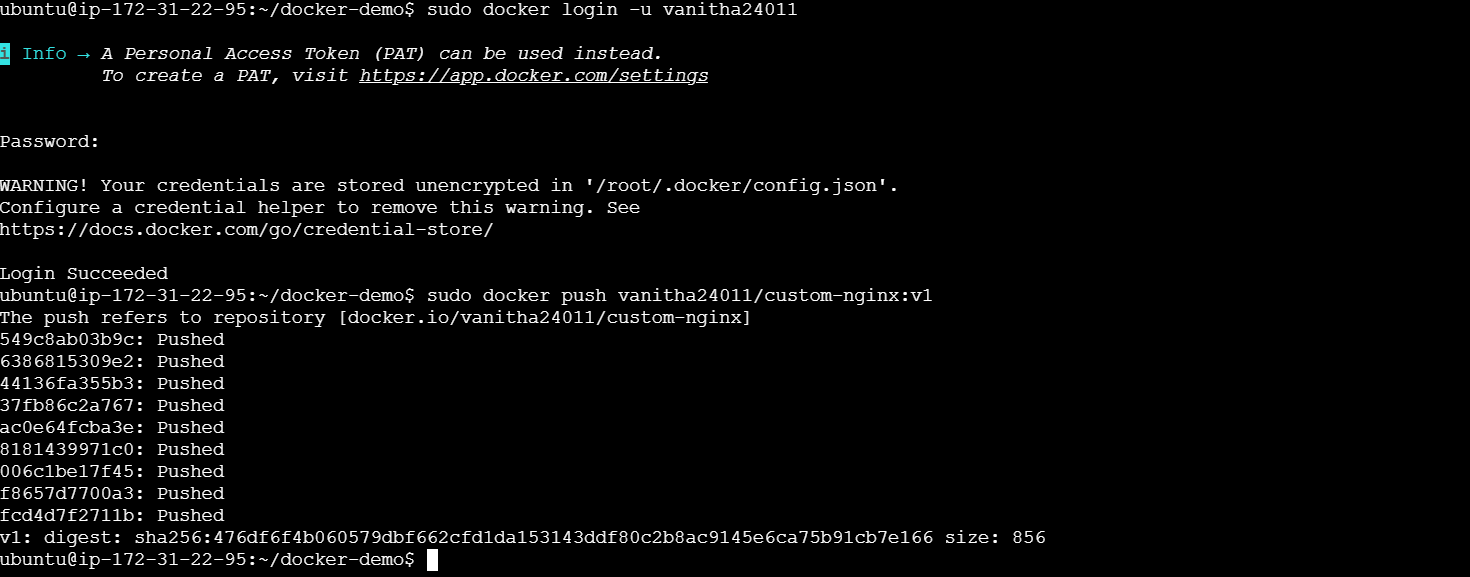 ubuntu@ip-172-31-22-95:~/docker-demo$ sudo docker login -u vanitha24011
i Info → A Personal Access Token (PAT) can be used instead.
To create a PAT, visit https://app.docker.com/settings
Password:
WARNING! Your credentials are stored unencrypted in '/root/.docker/config.json'.
Configure a credential helper to remove this warning. See
https://docs.docker.com/go/credential-store/
Login Succeeded
ubuntu@ip-172-31-22-95:~/docker-demo$ sudo docker push vanitha24011/custom-nginx:v1
The push refers to repository [docker.io/vanitha24011/custom-nginx]
549c8ab03b9c: Pushed
6386815309e2: Pushed
44136fa355b3: Pushed
37fb86c2a767: Pushed
ac0e64fcba3e: Pushed
8181439971c0: Pushed
006c1be17f45: Pushed
f8657d7700a3: Pushed
fcd4d7f2711b: Pushed
v1: digest: sha256:476df6f4b060579dbf662cfd1da153143ddf80c2b8ac9145e6ca75b91cb7e166 size: 856
ubuntu@ip-172-31-22-95:~/docker-demo$